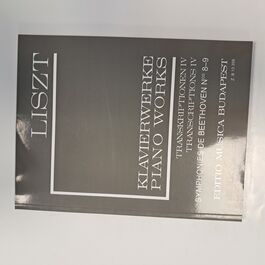 LISZT
KLAVIERWERKE
PIANO WORKS
TRANSKRIPTIONEN IV
TRANSCRIPTIONS IV
SYMPHONIES DE BEETHOVEN Nos 8–9
EDITIO MUSICA BUDAPEST